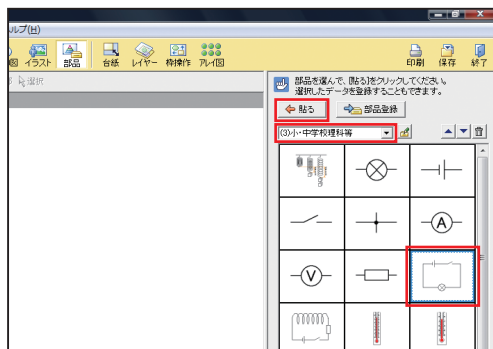 ルプ(H)
図 イラスト 部品 台紙 レイヤー 枠操作 アレイ図 印刷 保存 終了
選択
部品を選んで、[貼る]をクリックしてください。
選択したデータを登録することもできます。
貼る 部品登録
(3)小・中学校理科等
A
V